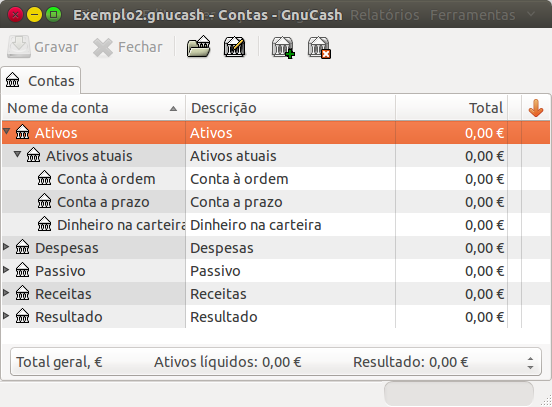 Exemplo2.gnucash - Contas - GnuCash Relatórios Ferramentas
Gravar Fechar
Contas
Nome da conta Descrição Total
Ativos Ativos 0,00 €
Ativos atuais Ativos atuais 0,00 €
Conta à ordem Conta à ordem 0,00 €
Conta a prazo Conta a prazo 0,00 €
Dinheiro na carteira Dinheiro na carteira 0,00 €
Despesas Despesas 0,00 €
Passivo Passivo 0,00 €
Receitas Receitas 0,00 €
Resultado Resultado 0,00 €
Total geral, € Ativos líquidos: 0,00 € Resultado: 0,00 €